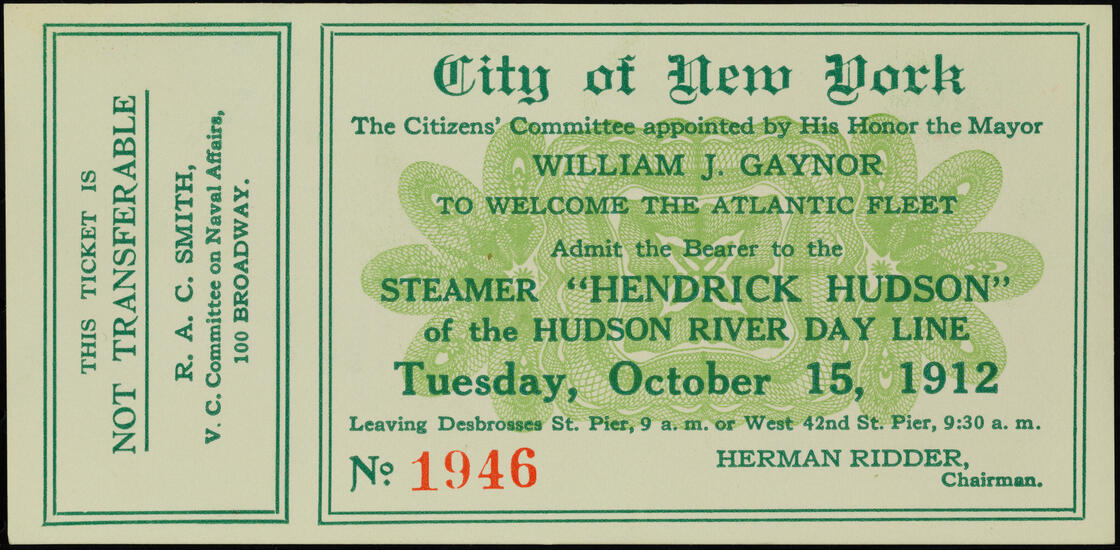 THIS TICKET IS
NOT TRANSFERABLE
R. A. C. SMITH,
V. C. Committee on Naval Affairs,
100 BROADWAY.
City of New York
The Citizens' Committee appointed by His Honor the Mayor
WILLIAM J. GAYNOR
TO WELCOME THE ATLANTIC FLEET
Admit the Bearer to the
STEAMER "HENDRICK HUDSON"
of the HUDSON RIVER DAY LINE
Tuesday, October 15, 1912
Leaving Desbrosses St. Pier, 9 a. m. or West 42nd St. Pier, 9:30 a. m.
No. 1946
HERMAN RIDDER,
Chairman.